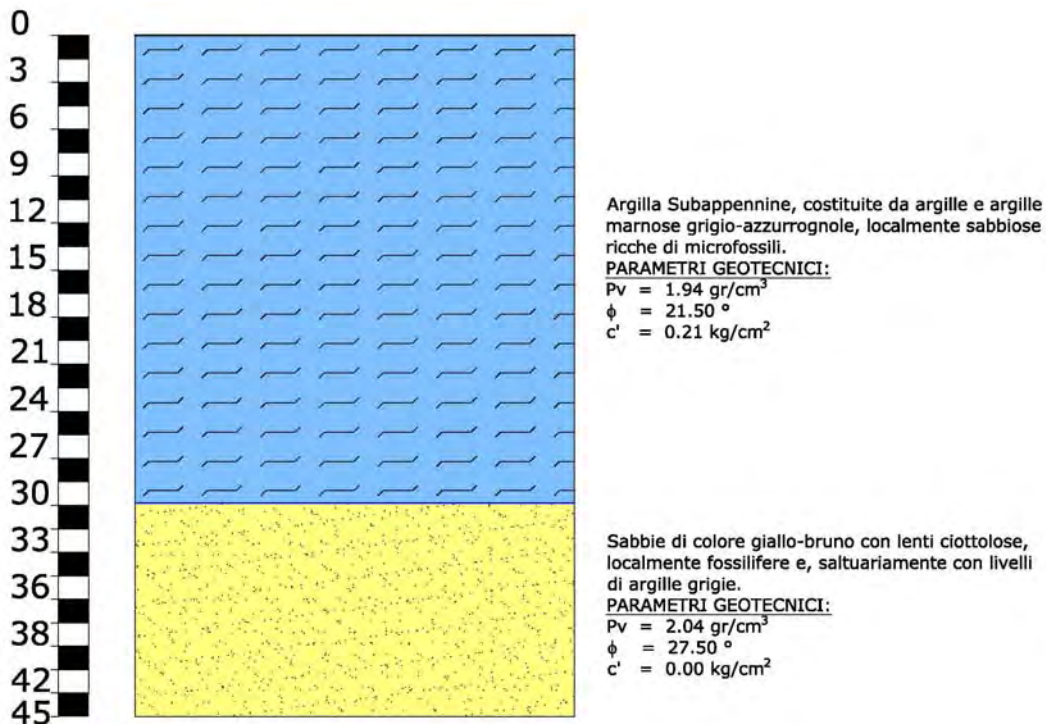 0
3
6
9
12
15
18
21
24
27
30
33
36
38
42
45
Argilla Subappennine, costituite da argille e argille
marnose grigio-azzurrognole, localmente sabbiose
ricche di microfossili.
PARAMETRI GEOTECNICI:
Pv = 1.94 gr/cm³
ϕ = 21.50 °
c' = 0.21 kg/cm²
Sabbie di colore giallo-bruno con lenti ciottolose,
localmente fossilifere e, saltuariamente con livelli
di argille grigie.
PARAMETRI GEOTECNICI:
Pv = 2.04 gr/cm³
ϕ = 27.50 °
c' = 0.00 kg/cm²